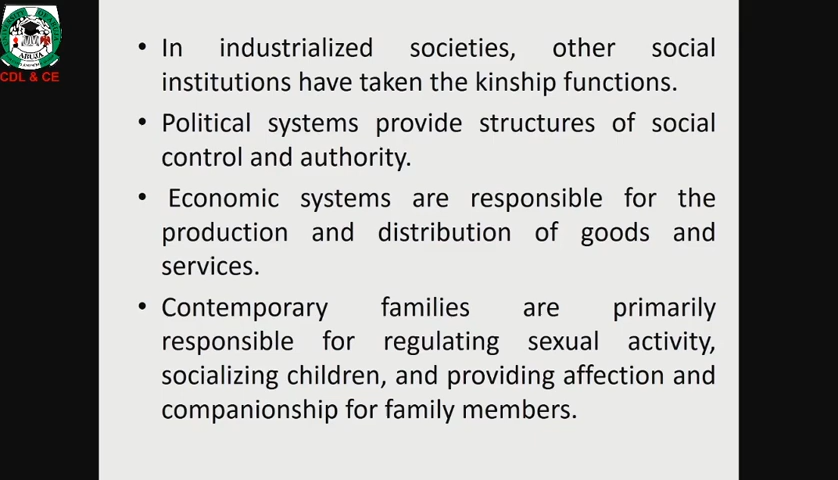 ABUJA
CDL & CE
• In industrialized societies, other social
institutions have taken the kinship functions.
• Political systems provide structures of social
control and authority.
• Economic systems are responsible for the
production and distribution of goods and
services.
• Contemporary families are primarily
responsible for regulating sexual activity,
socializing children, and providing affection and
companionship for family members.